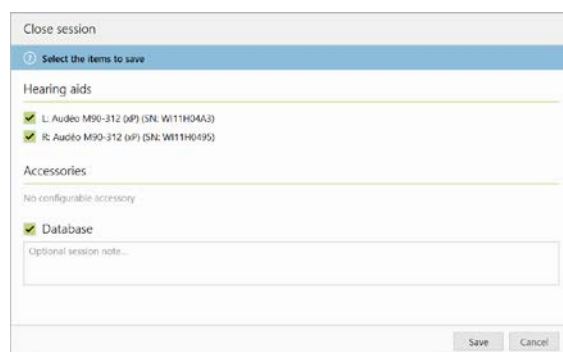 Close session
Select the items to save
Hearing aids
L: Audéo M90-312 (xP) (SN: WI11H04A3)
R: Audéo M90-312 (xP) (SN: WI11H0495)
Accessories
No configurable accessory
Database
Optional session note...
Save Cancel